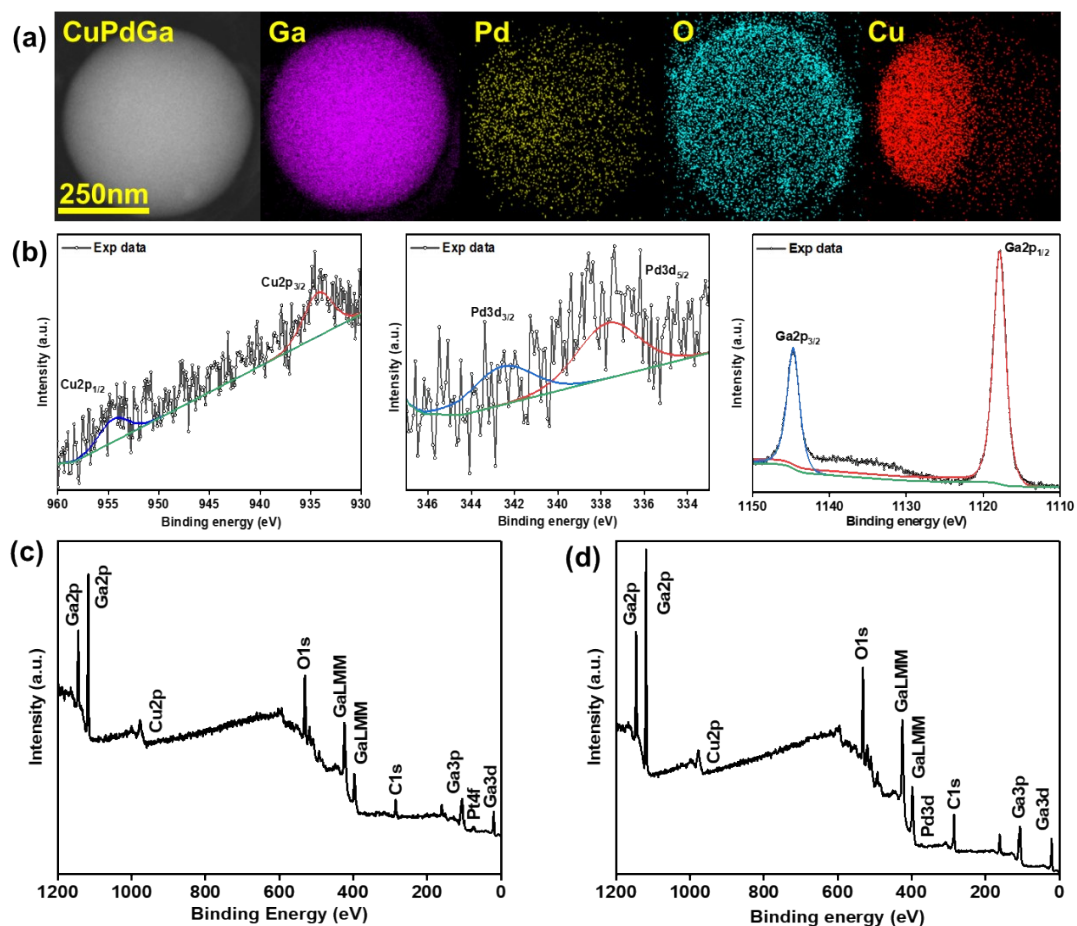 (a) CuPdGa Ga Pd O Cu
250nm
(b)
Exp data
Cu2p3/2
Cu2p1/2
Intensity (a.u.)
960 955 950 945 940 935 930
Binding energy (eV)
Exp data
Pd3d5/2
Pd3d3/2
Intensity (a.u.)
346 344 342 340 338 336 334
Binding energy (eV)
Exp data
Ga2p1/2
Ga2p3/2
Intensity (a.u.)
1150 1140 1130 1120 1110
Binding energy (eV)
(c)
Ga2p
Ga2p
Cu2p
O1s
GaLMM
GaLMM
C1s
Ga3p
Pt4f
Ga3d
Intensity (a.u.)
1200 1000 800 600 400 200 0
Binding Energy (eV)
(d)
Ga2p
Ga2p
Cu2p
O1s
GaLMM
GaLMM
Pd3d
C1s
Ga3p
Ga3d
Intensity (a.u.)
1200 1000 800 600 400 200 0
Binding energy (eV)